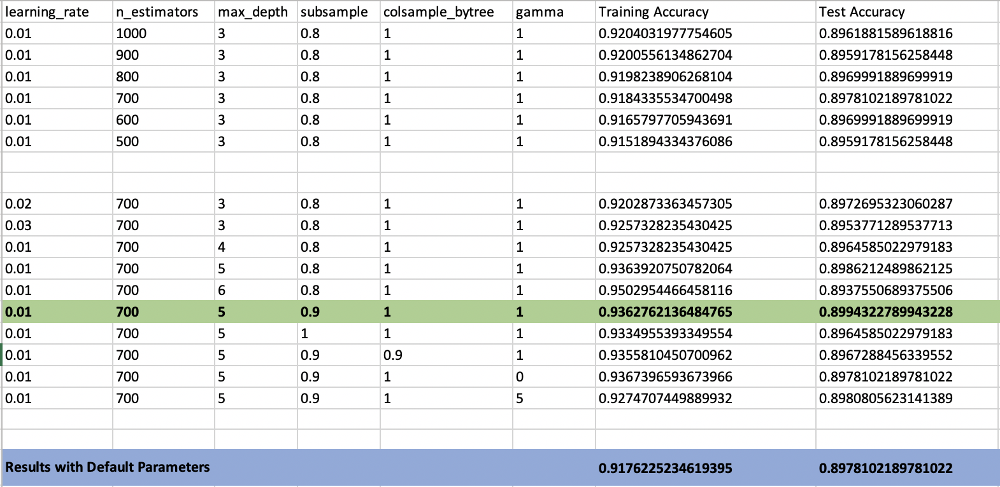 learning_rate n_estimators max_depth subsample colsample_bytree gamma Training Accuracy Test Accuracy
0.01 1000 3 0.8 1 1 0.9204031977754605 0.8961881589618816
0.01 900 3 0.8 1 1 0.9200556134862704 0.8959178156258448
0.01 800 3 0.8 1 1 0.9198238906268104 0.8969991889699919
0.01 700 3 0.8 1 1 0.9184335534700498 0.8978102189781022
0.01 600 3 0.8 1 1 0.9165797705943691 0.8969991889699919
0.01 500 3 0.8 1 1 0.9151894334376086 0.8959178156258448
0.02 700 3 0.8 1 1 0.9202873363457305 0.8972695323060287
0.03 700 3 0.8 1 1 0.9257328235430425 0.8953771289537713
0.01 700 4 0.8 1 1 0.9257328235430425 0.8964585022979183
0.01 700 5 0.8 1 1 0.9363920750782064 0.8986212489862125
0.01 700 6 0.8 1 1 0.9502954466458116 0.8937550689375506
0.01 700 5 0.9 1 1 0.9362762136484765 0.8994322789943228
0.01 700 5 1 1 1 0.9334955393349554 0.8964585022979183
0.01 700 5 0.9 0.9 1 0.9355810450700962 0.8967288456339552
0.01 700 5 0.9 1 0 0.9367396593673966 0.8978102189781022
0.01 700 5 0.9 1 5 0.9274707449889932 0.8980805623141389
Results with Default Parameters 0.9176225234619395 0.8978102189781022